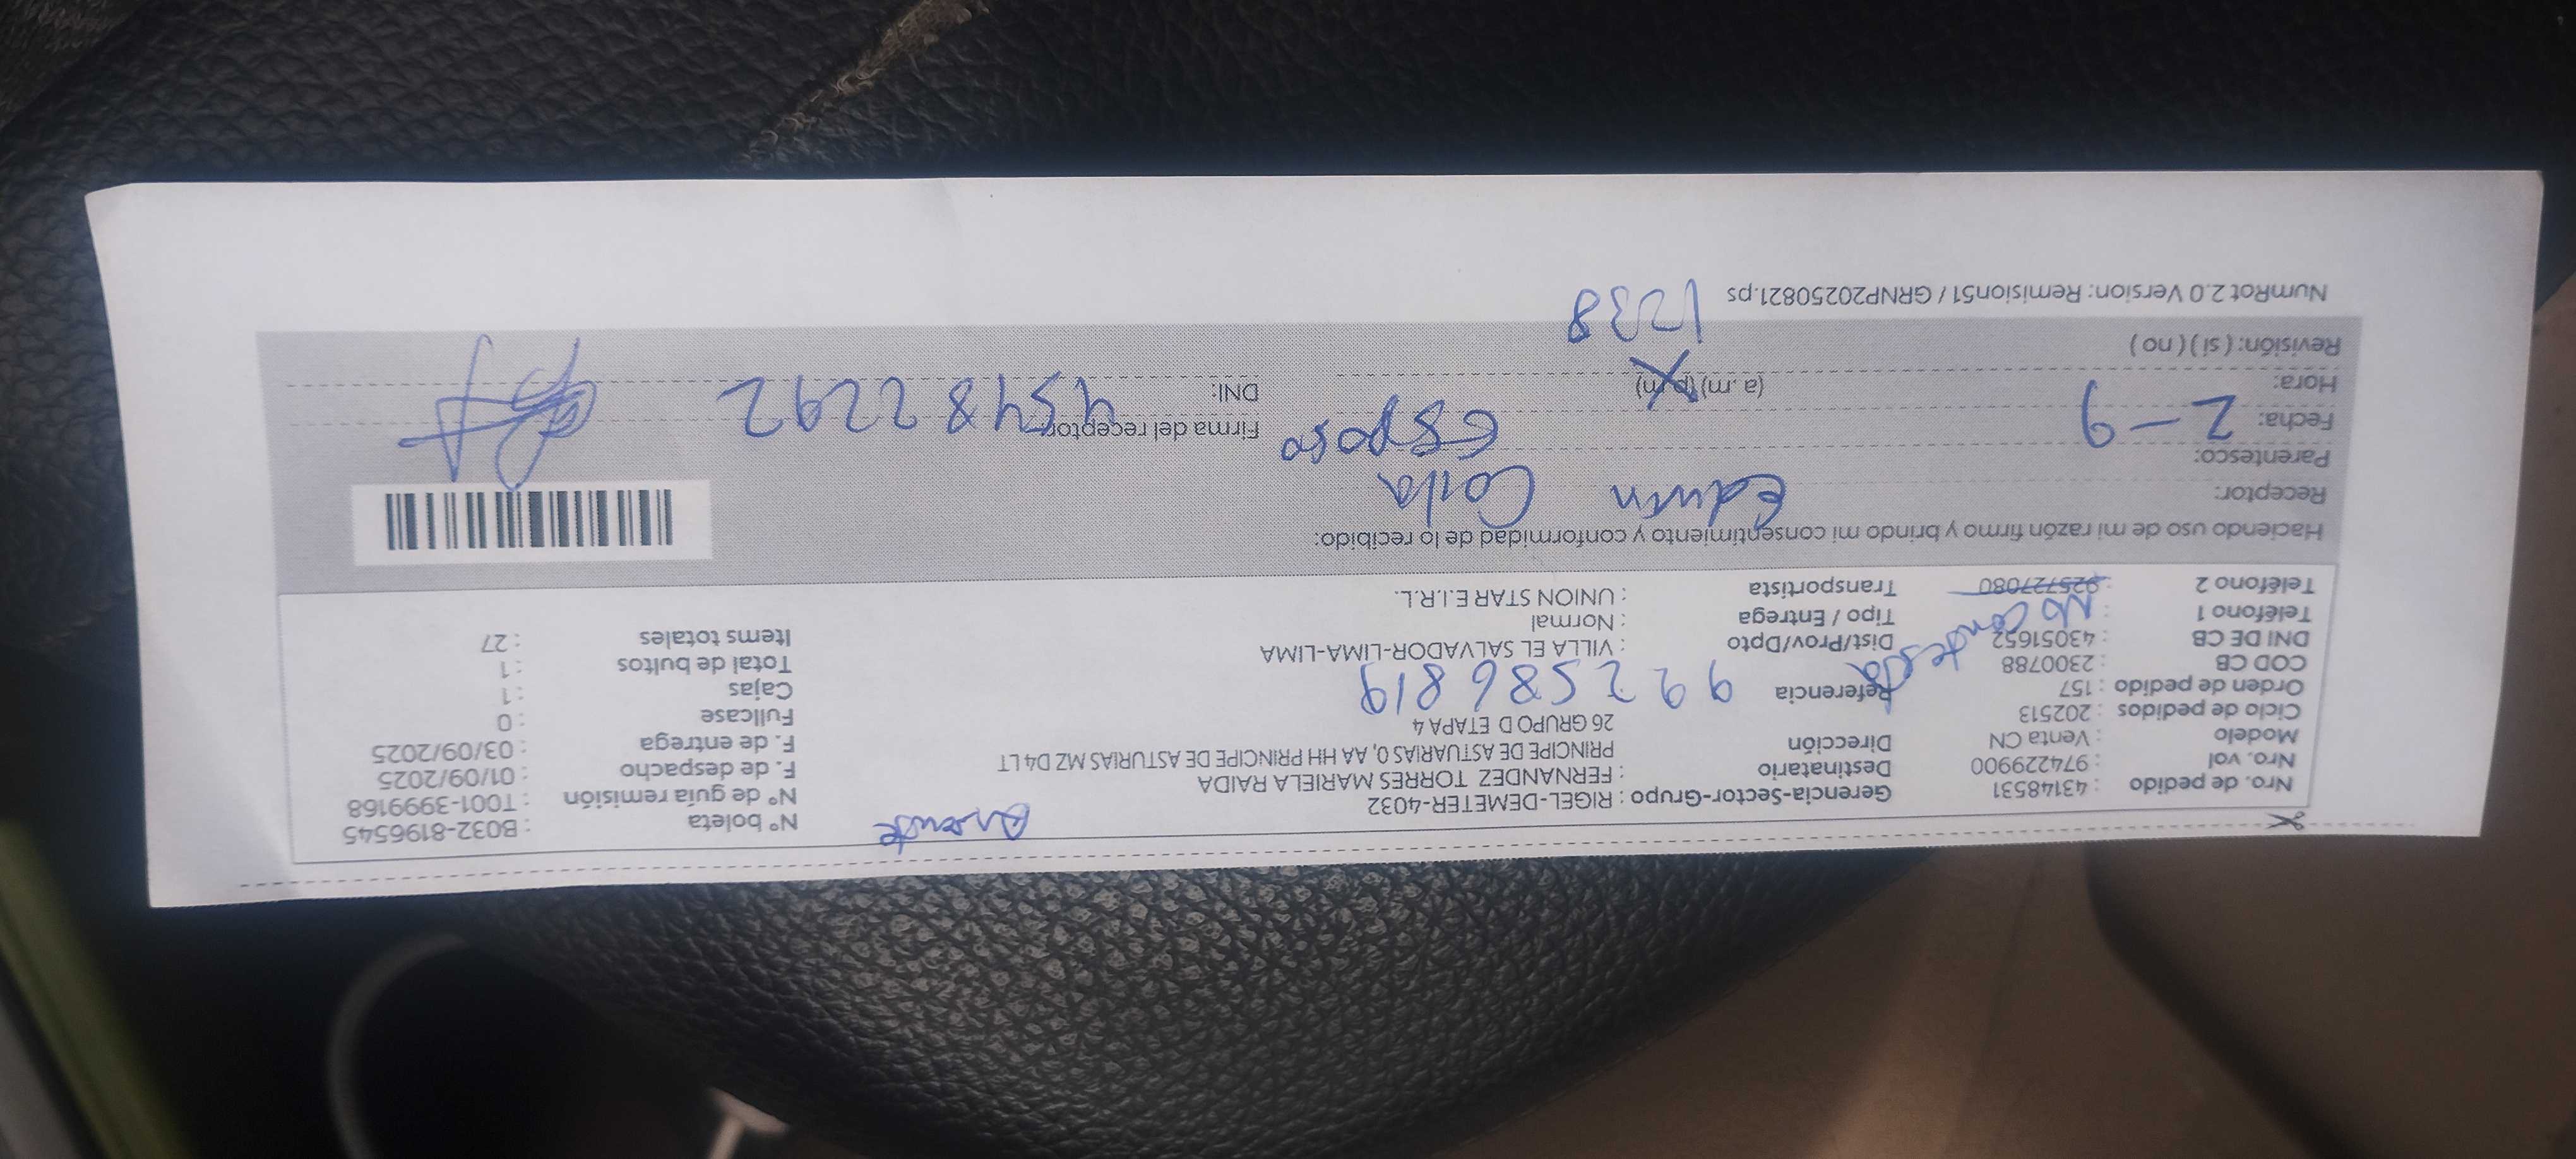 Nro. de pedido : 43148531
Nro. vol : 974229900
Modelo : Venta CN
Ciclo de pedidos : 202513
Orden de pedido : 157
COD CB : 2300788
DNI DE CB : 43051652
Teléfono 1 : No contesta
Teléfono 2 : 925727080
Gerencia-Sector-Grupo : RIGEL-DEMETER-4032
Destinatario : FERNANDEZ TORRES MARIELA RAIDA
Dirección PRINCIPE DE ASTUARIAS 0, AA HH PRINCIPE DE ASTURIAS MZ D4 LT
26 GRUPO D ETAPA 4
Referencia 992586819
Dist/Prov/Dpto : VILLA EL SALVADOR-LIMA-LIMA
Tipo / Entrega : Normal
Transportista : UNION STAR E.I.R.L.
N° boleta : B032-8196545
N° de guía remisión : T001-3999168
F. de despacho : 01/09/2025
F. de entrega : 03/09/2025
Fullcase : 0
Cajas : 1
Total de bultos : 1
Items totales : 27
Haciendo uso de mi razón firmo y brindo mi consentimiento y conformidad de lo recibido:
Receptor: Edwin Coila
Parentesco: esposo
Fecha: 2-9
Hora: (a.m) (p.m)
Revisión: ( si ) ( no )
1238
Firma del receptor
DNI:
NumRot 2.0 Version: Remision51 / GRNP20250821.ps